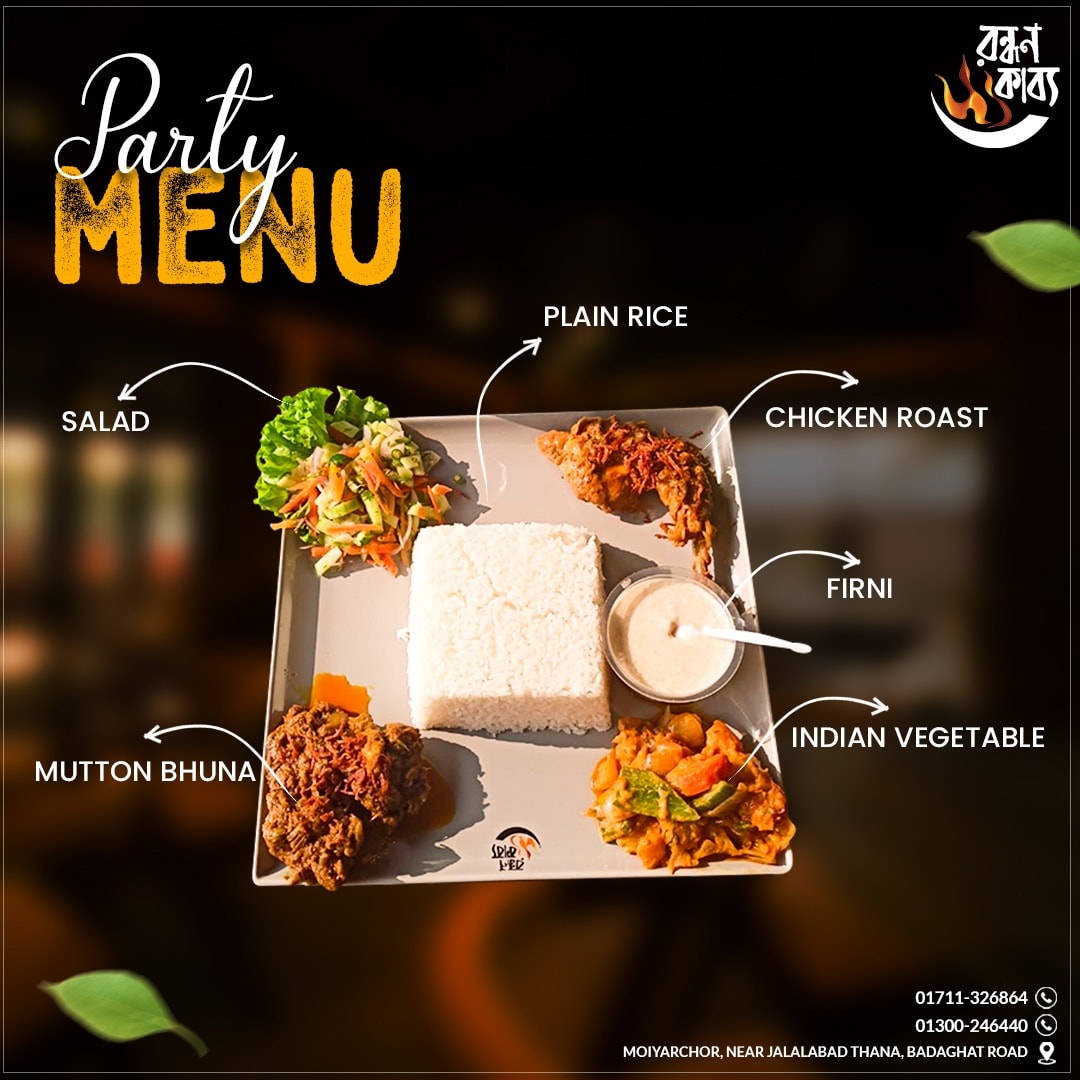 রন্ধন
কাব্য
Party
MENU
PLAIN RICE
SALAD
CHICKEN ROAST
FIRNI
INDIAN VEGETABLE
MUTTON BHUNA
01711-326864
01300-246440
MOIYARCHOR, NEAR JALALABAD THANA, BADAGHAT ROAD